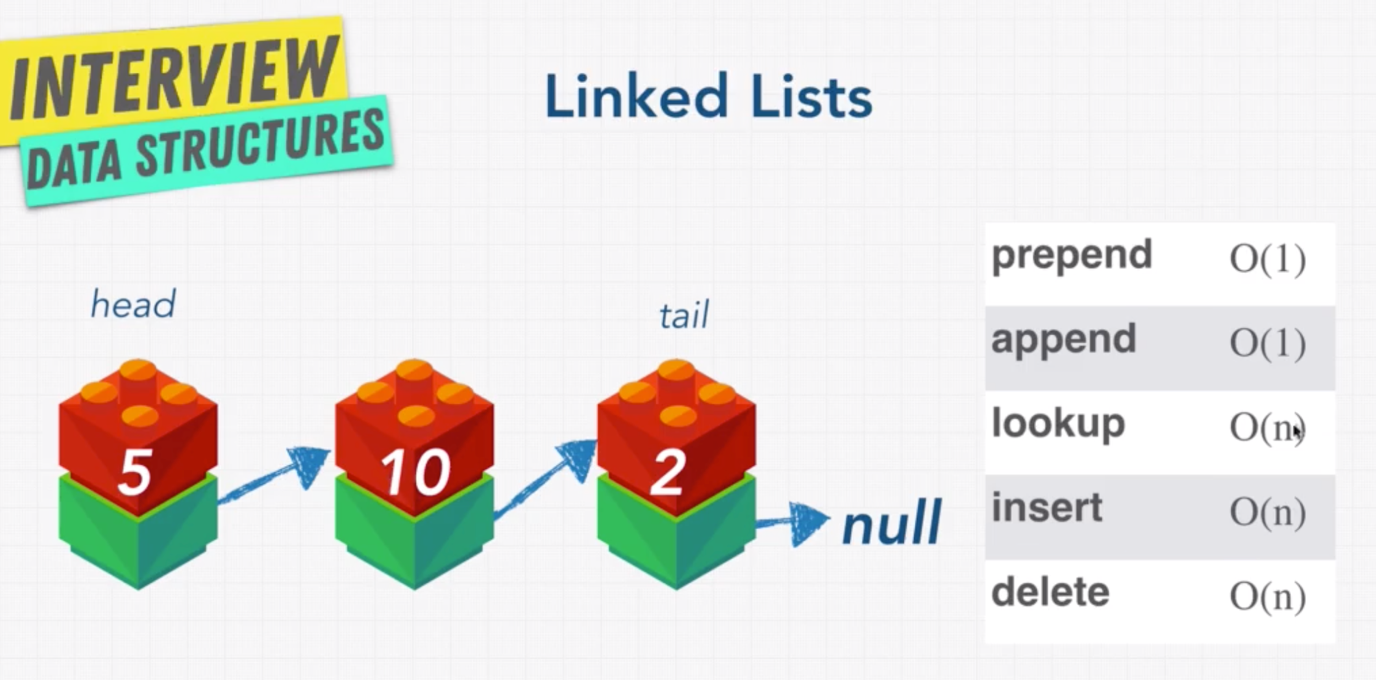 INTERVIEW
DATA STRUCTURES
Linked Lists
head
tail
5
10
2
null
prepend O(1)
append O(1)
lookup O(n)
insert O(n)
delete O(n)